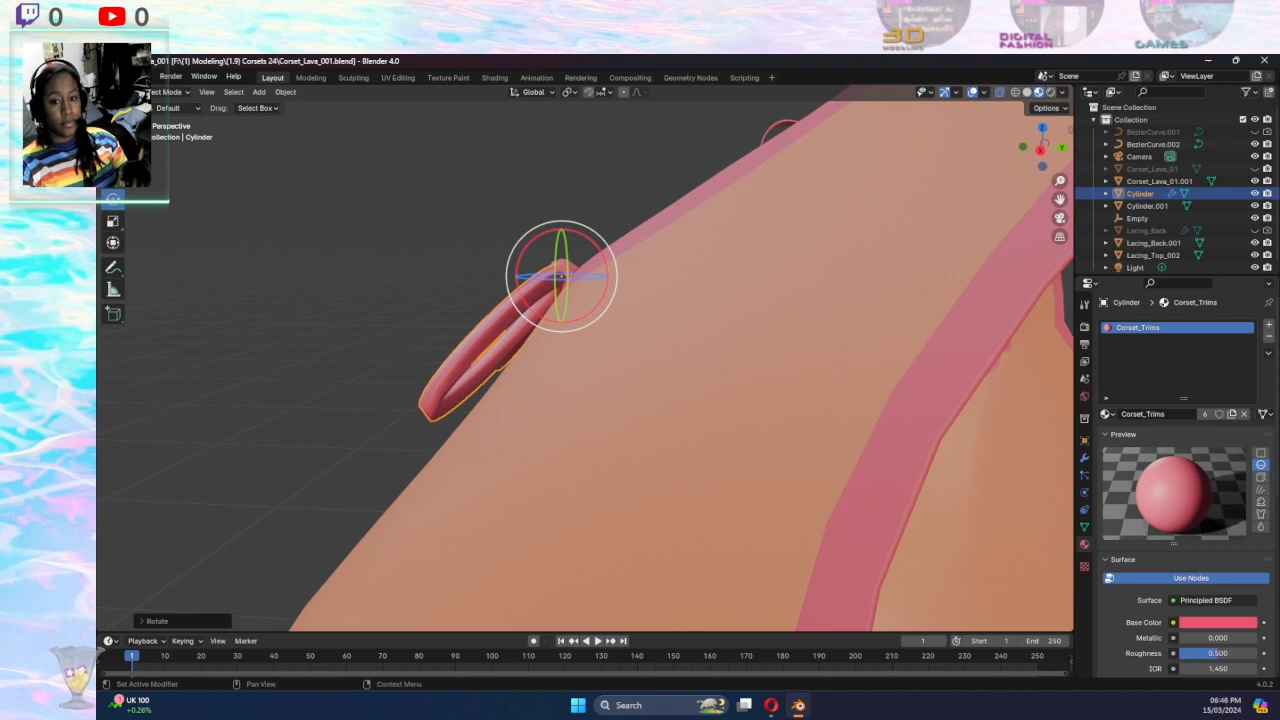 0
0
3D
MODELING
DIGITAL
FASHION
GAMES
a_001 [F:\(1) Modeling\(1.9) Corsets 24\Corset_Lava_001.blend] - Blender 4.0
Render
Window
Help
Layout
Modeling
Sculpting
UV Editing
Texture Paint
Shading
Animation
Rendering
Compositing
Geometry Nodes
Scripting
+
Scene
ViewLayer
ect Mode
View
Select
Add
Object
Global
Default
Drag:
Select Box
Options
Perspective
ollection | Cylinder
Z
Y
X
Scene Collection
Collection
BezierCurve.001
BezierCurve.002
Camera
Corset_Lava_01
Corset_Lava_01.001
Cylinder
Cylinder.001
Empty
Lacing_Back
Lacing_Back.001
Lacing_Top_002
Light
Cylinder
Corset_Trims
Corset_Trims
Corset_Trims
6
Preview
Surface
Use Nodes
Surface
Principled BSDF
Base Color
Metallic
0.000
Roughness
0.500
IOR
1.450
Rotate
Playback
Keying
View
Marker
1
Start
1
End
250
1
10
20
30
40
50
60
70
80
90
100
110
120
130
140
150
160
170
180
190
200
210
220
230
240
250
Set Active Modifier
Pan View
Context Menu
4.0.2
1
UK 100
+0.26%
Search
06:46 PM
15/03/2024